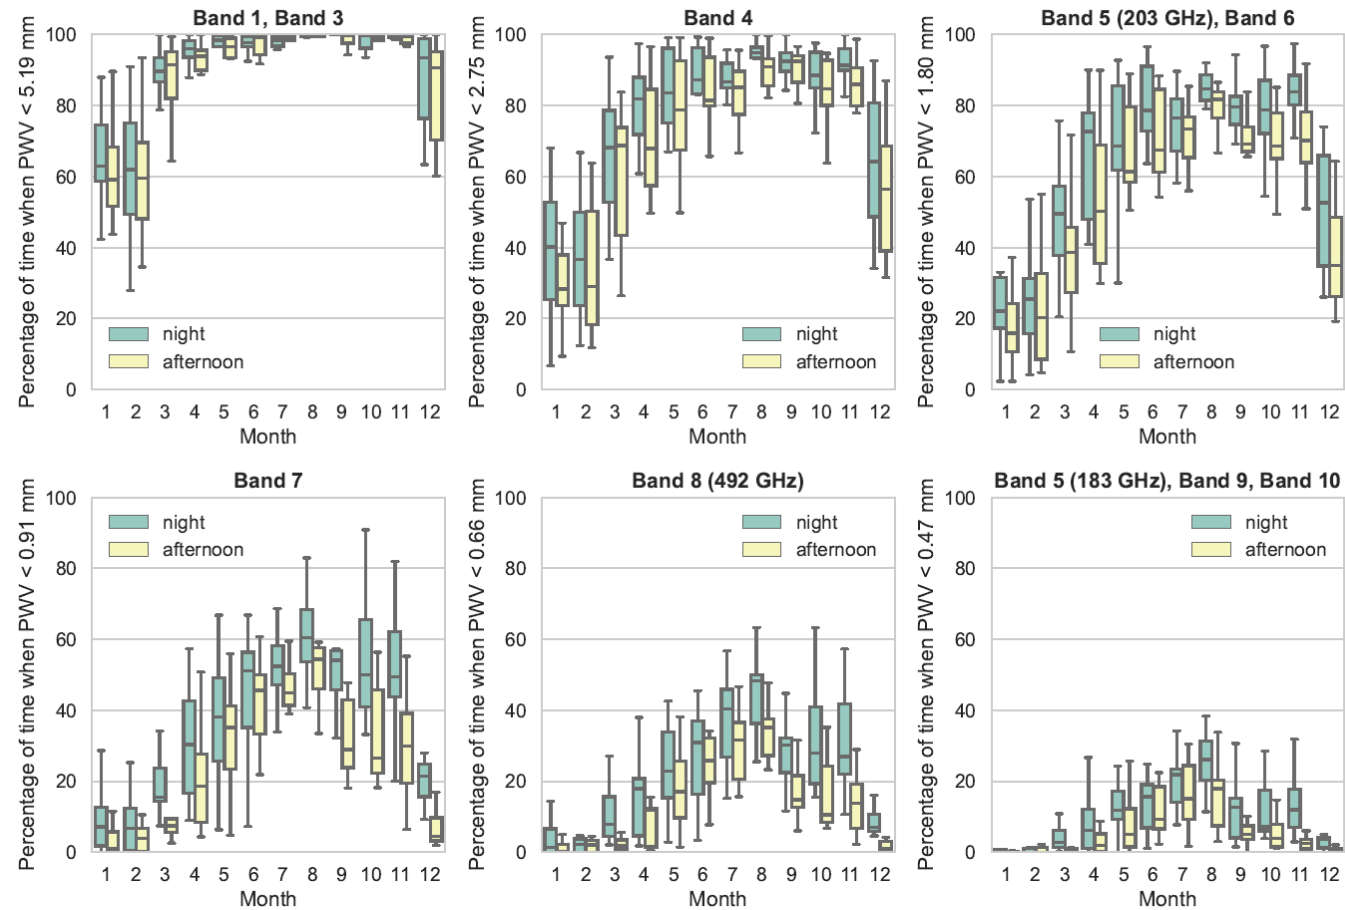 Band 1, Band 3
Percentage of time when PWV < 5.19 mm
100
80
60
40
20
0
night
afternoon
1 2 3 4 5 6 7 8 9 10 11 12
Month
Band 4
Percentage of time when PWV < 2.75 mm
100
80
60
40
20
0
night
afternoon
1 2 3 4 5 6 7 8 9 10 11 12
Month
Band 5 (203 GHz), Band 6
Percentage of time when PWV < 1.80 mm
100
80
60
40
20
0
night
afternoon
1 2 3 4 5 6 7 8 9 10 11 12
Month
Band 7
Percentage of time when PWV < 0.91 mm
100
80
60
40
20
0
night
afternoon
1 2 3 4 5 6 7 8 9 10 11 12
Month
Band 8 (492 GHz)
Percentage of time when PWV < 0.66 mm
100
80
60
40
20
0
night
afternoon
1 2 3 4 5 6 7 8 9 10 11 12
Month
Band 5 (183 GHz), Band 9, Band 10
Percentage of time when PWV < 0.47 mm
100
80
60
40
20
0
night
afternoon
1 2 3 4 5 6 7 8 9 10 11 12
Month